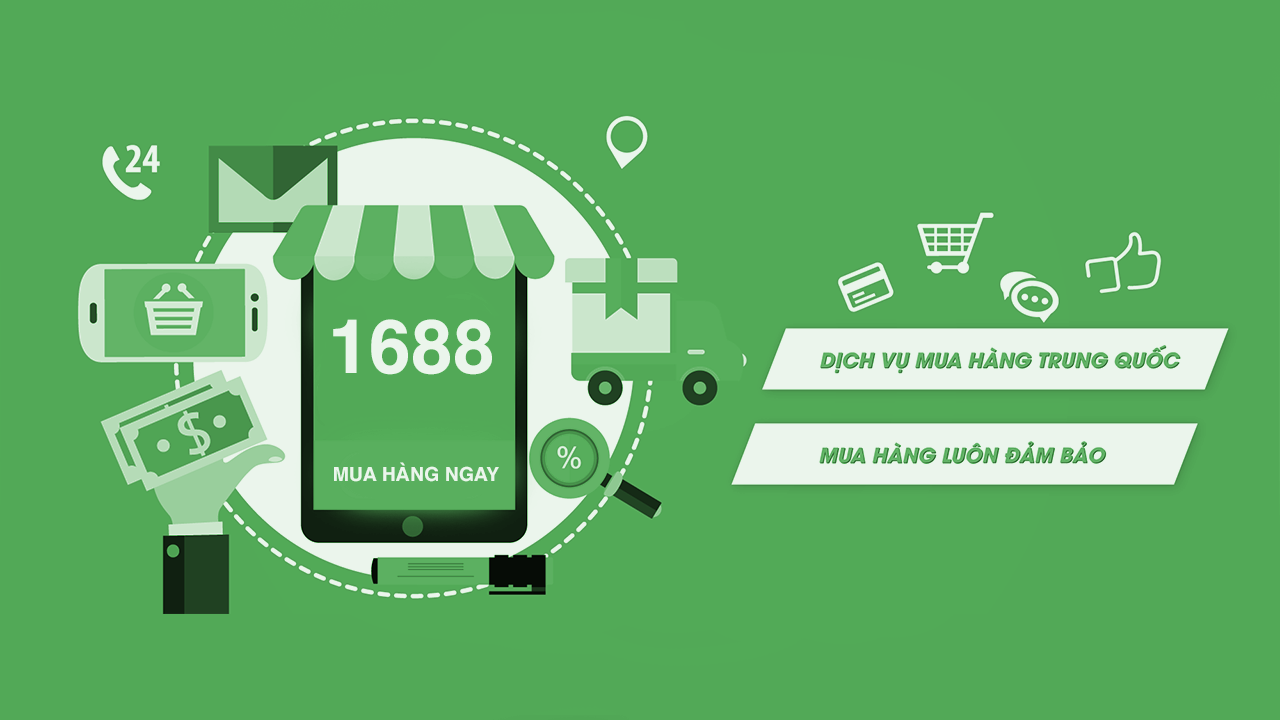 24
1688
MUA HÀNG NGAY
$
%
DỊCH VỤ MUA HÀNG TRUNG QUỐC
MUA HÀNG LUÔN ĐẢM BẢO